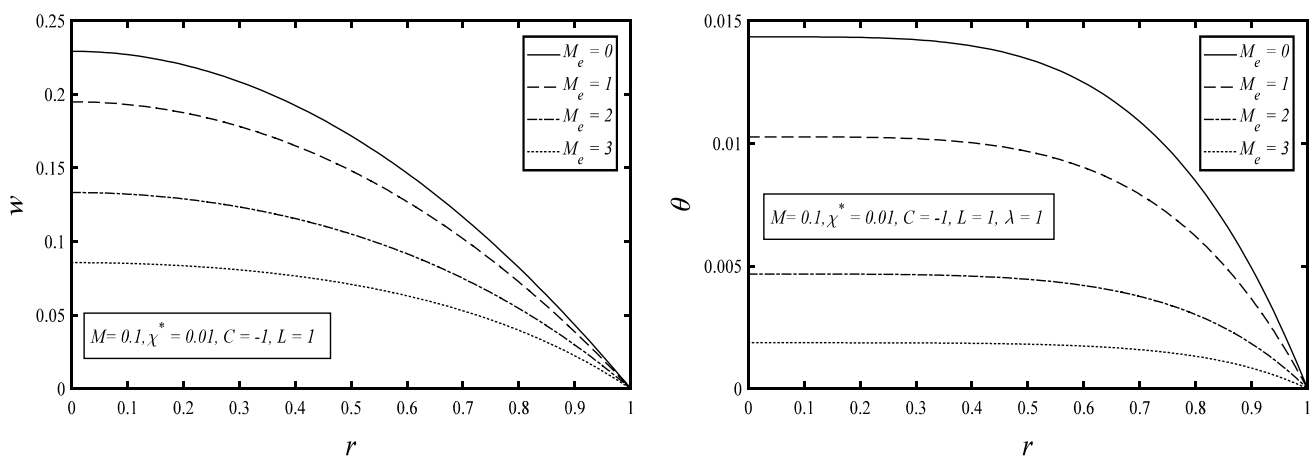 0.25
0.2
0.15
0.1
0.05
0
w
M_e = 0
M_e = 1
M_e = 2
M_e = 3
M= 0.1, χ* = 0.01, C = -1, L = 1
0 0.1 0.2 0.3 0.4 0.5 0.6 0.7 0.8 0.9 1
r
0.015
0.01
0.005
0
θ
M_e = 0
M_e = 1
M_e = 2
M_e = 3
M= 0.1, χ* = 0.01, C = -1, L = 1, λ = 1
0 0.1 0.2 0.3 0.4 0.5 0.6 0.7 0.8 0.9 1
r